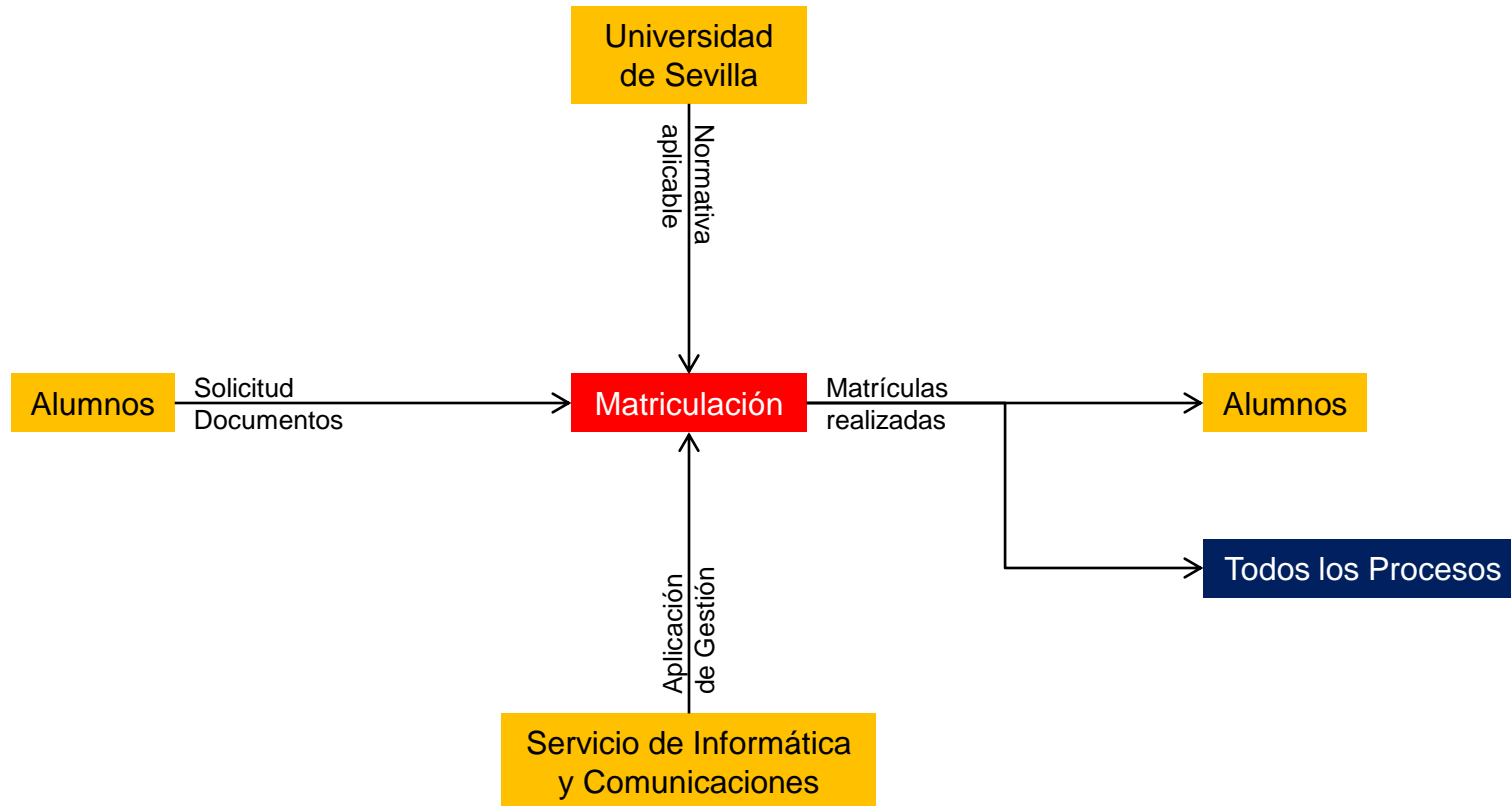 Universidad
de Sevilla
Normativa
aplicable
Alumnos
Solicitud
Documentos
Matriculación
Matrículas
realizadas
Alumnos
Todos los Procesos
Aplicación
de Gestión
Servicio de Informática
y Comunicaciones